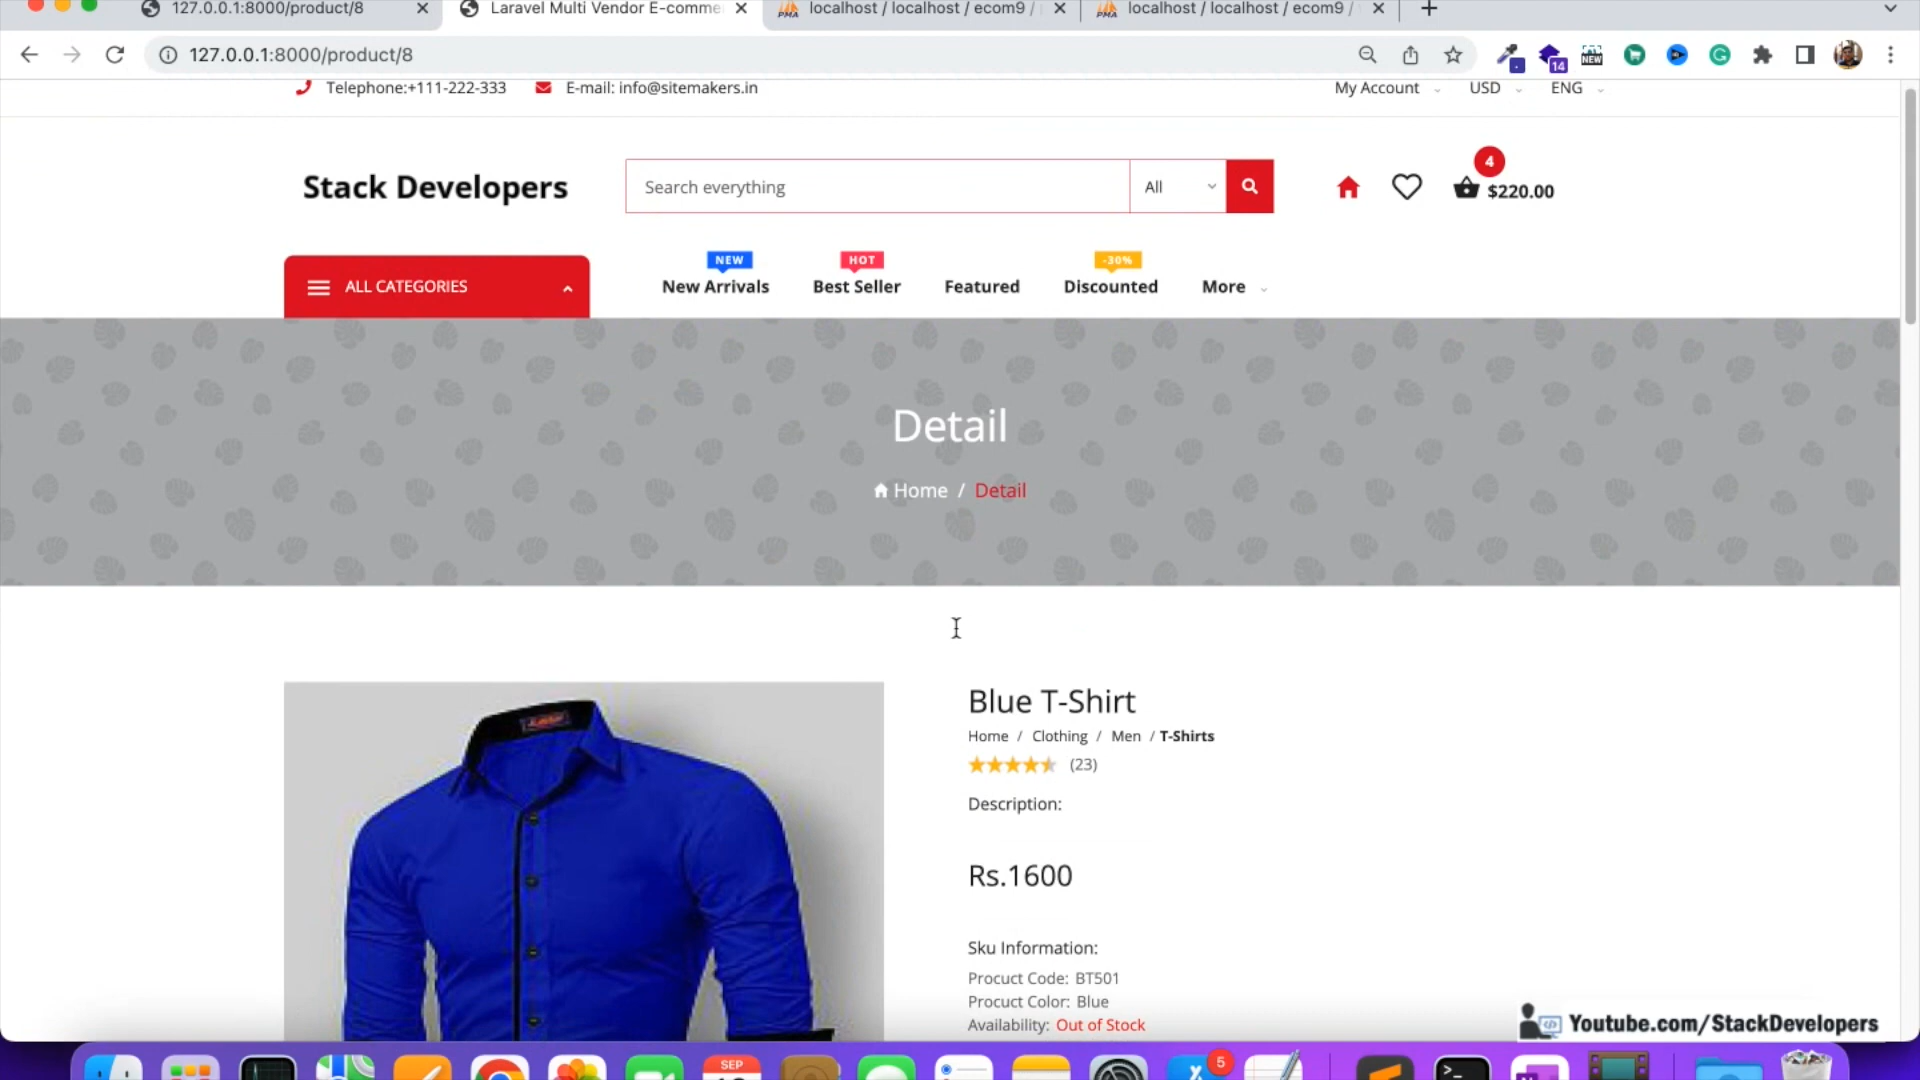 127.0.0.1:8000/product/8
Laravel Multi Vendor E-comme
localhost / localhost / ecom9 /
localhost / localhost / ecom9 /
127.0.0.1:8000/product/8
14
NEW
Telephone:+111-222-333
E-mail: info@sitemakers.in
My Account
USD
ENG
Stack Developers
Search everything
All
4
$220.00
ALL CATEGORIES
NEW
New Arrivals
HOT
Best Seller
Featured
-30%
Discounted
More
Detail
Home / Detail
Blue T-Shirt
Home / Clothing / Men / T-Shirts
(23)
Description:
Rs.1600
Sku Information:
Procuct Code: BT501
Procuct Color: Blue
Availability: Out of Stock
Youtube.com/StackDevelopers
SEP
5